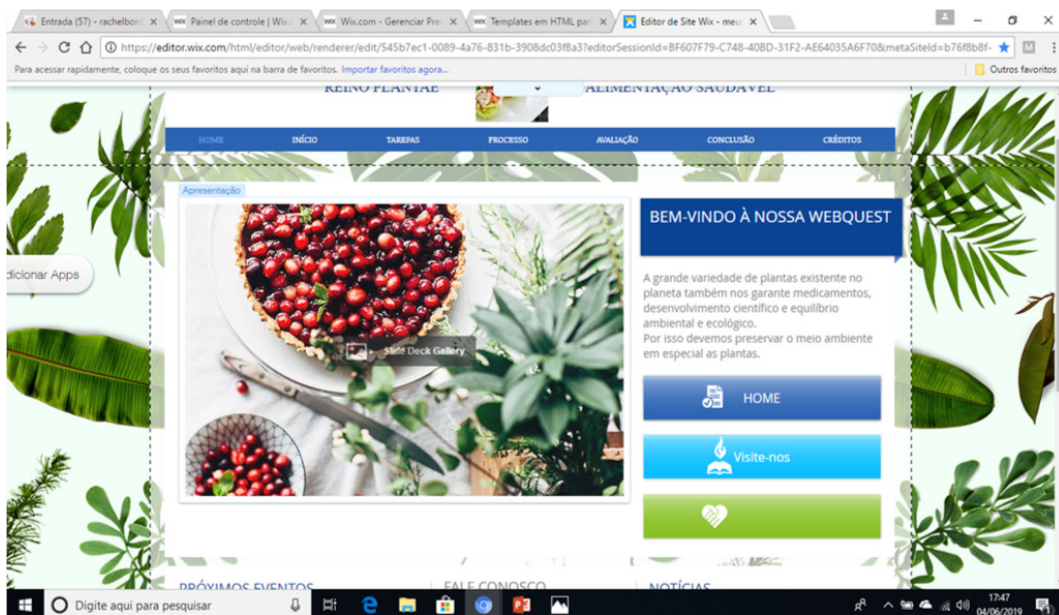 Entrada (57) - rachelbon
Painel de controle | Wix.
Wix.com - Gerenciar Pre
Templates em HTML par
Editor de Site Wix - meu
https://editor.wix.com/html/editor/web/renderer/edit/545b7ec1-0089-4a76-831b-3908dc03f8a3?editorSessionId=BF607F79-C748-40BD-31F2-AE64035A6F70&metaSiteId=b76f8b8f-
Para acessar rapidamente, coloque os seus favoritos aqui na barra de favoritos. Importar favoritos agora...
Outros favoritos
REINO PLANTAE
ALIMENTAÇÃO SAUDÁVEL
HOME INÍCIO TAREFAS PROCESSO AVALIAÇÃO CONCLUSÃO CRÉDITOS
Apresentação
dicionar Apps
Slide Deck Gallery
BEM-VINDO À NOSSA WEBQUEST
A grande variedade de plantas existente no
planeta também nos garante medicamentos,
desenvolvimento científico e equilíbrio
ambiental e ecológico.
Por isso devemos preservar o meio ambiente
em especial as plantas.
HOME
Visite-nos
PRÓXIMOS EVENTOS
FALE CONOSCO
NOTÍCIAS
Digite aqui para pesquisar
17:47
04/06/2019